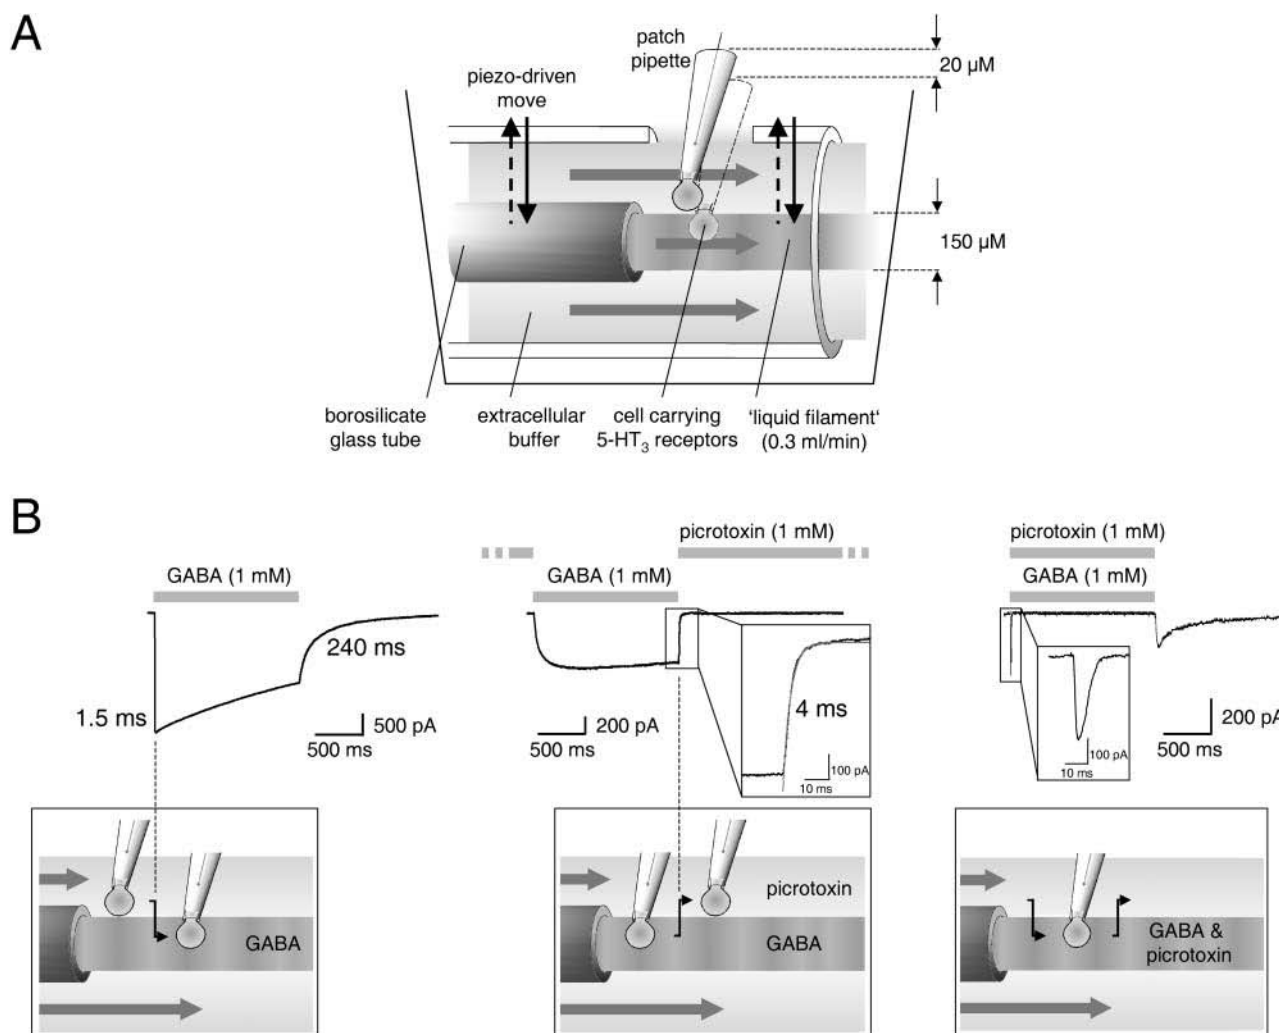 A
patch
pipette
20 µM
piezo-driven
move
150 µM
borosilicate
glass tube
extracellular
buffer
cell carrying
5-HT3 receptors
'liquid filament'
(0.3 ml/min)
B
GABA (1 mM)
240 ms
1.5 ms
500 pA
500 ms
picrotoxin (1 mM)
GABA (1 mM)
4 ms
200 pA
500 ms
100 pA
10 ms
picrotoxin (1 mM)
GABA (1 mM)
100 pA
10 ms
200 pA
500 ms
GABA
picrotoxin
GABA
GABA &
picrotoxin